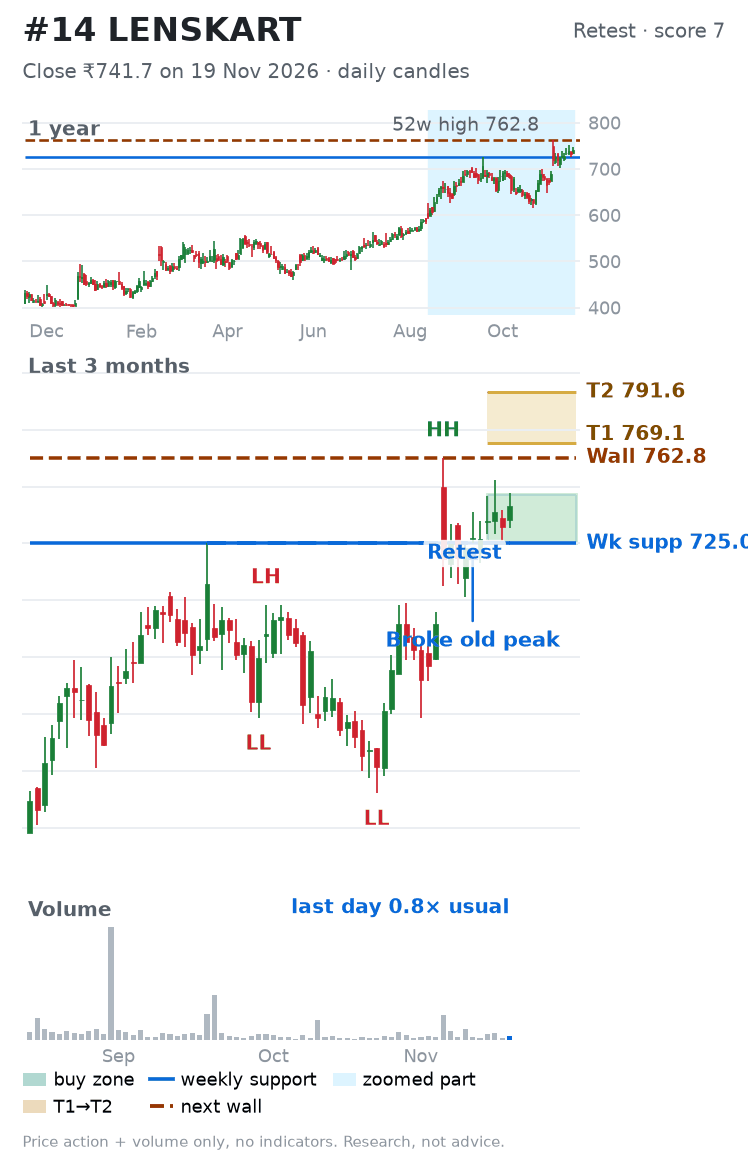 #14 LENSKART
Retest · score 7
Close ₹741.7 on 19 Nov 2026 · daily candles
1 year
52w high 762.8
800
700
600
500
400
Dec Feb Apr Jun Aug Oct
Last 3 months
T2 791.6
HH
T1 769.1
Wall 762.8
Wk supp 725.0
Retest
LH
Broke old peak
LL
LL
Volume
last day 0.8× usual
Sep Oct Nov
buy zone weekly support zoomed part
T1→T2 next wall
Price action + volume only, no indicators. Research, not advice.